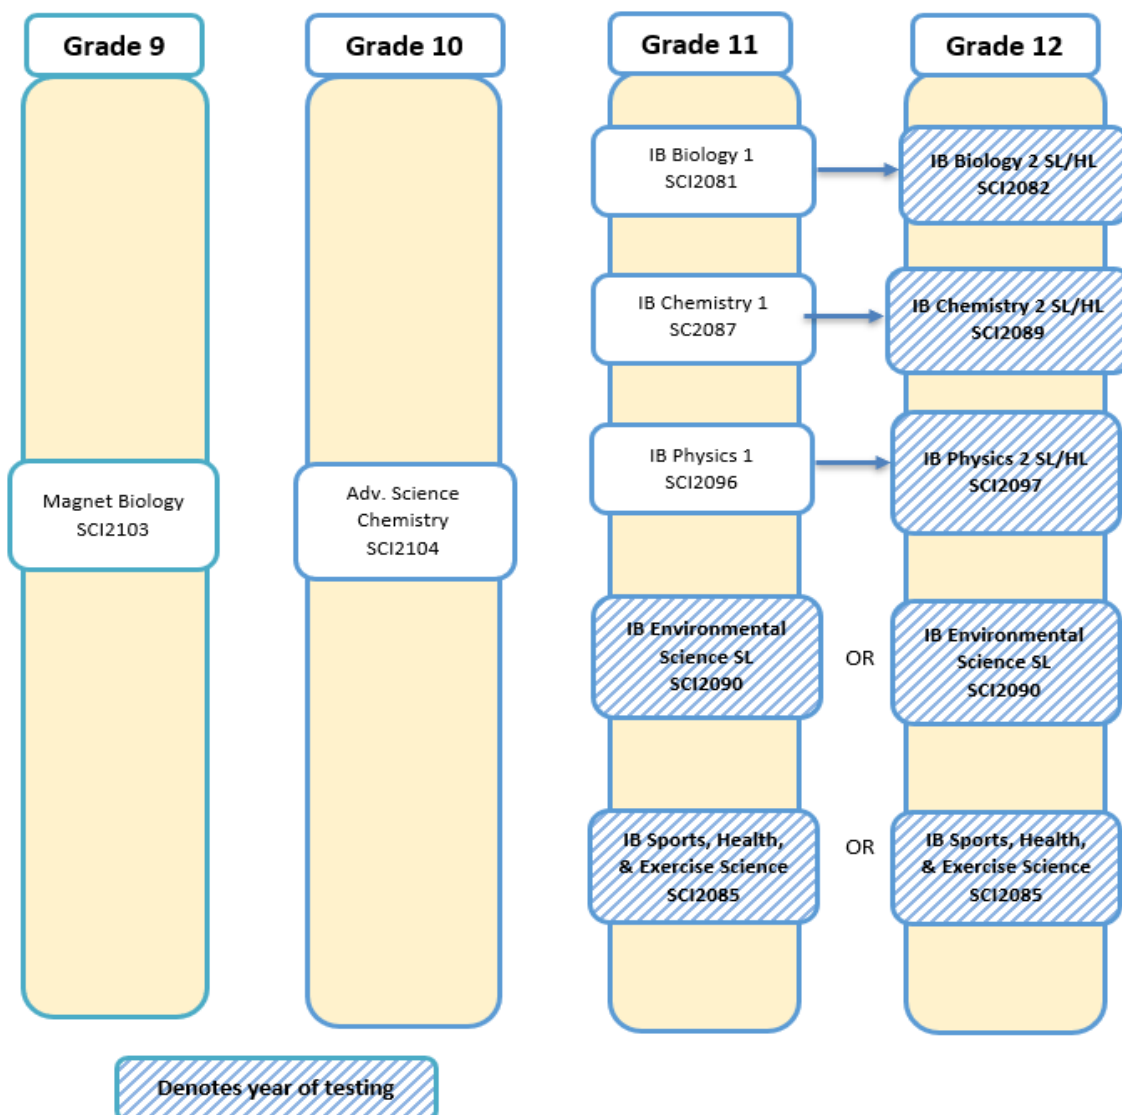 Grade 9
Grade 10
Grade 11
Grade 12
IB Biology 1
SCI2081
IB Biology 2 SL/HL
SCI2082
IB Chemistry 1
SC2087
IB Chemistry 2 SL/HL
SCI2089
IB Physics 1
SCI2096
IB Physics 2 SL/HL
SCI2097
Magnet Biology
SCI2103
Adv. Science
Chemistry
SCI2104
IB Environmental
Science SL
SCI2090
OR
IB Environmental
Science SL
SCI2090
IB Sports, Health,
& Exercise Science
SCI2085
OR
IB Sports, Health,
& Exercise Science
SCI2085
Denotes year of testing